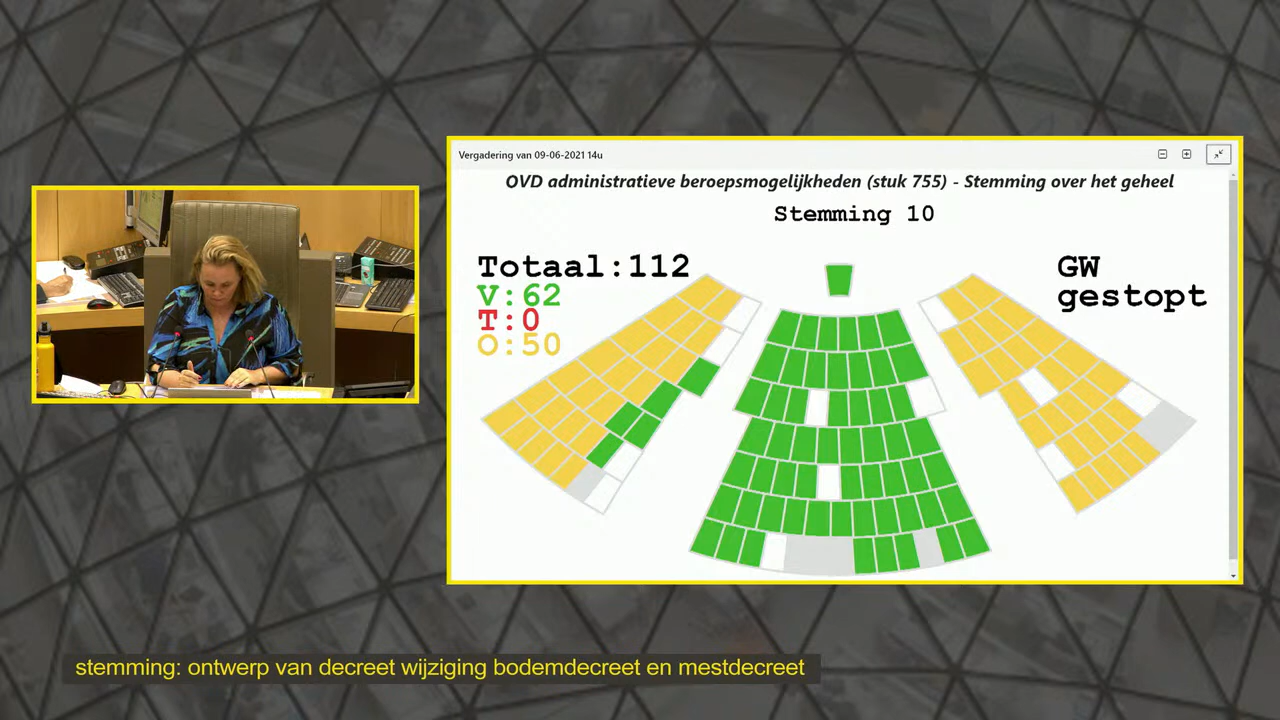 Vergadering van 09-06-2021 14u
OVD administratieve beroepsmogelijkheden (stuk 755) - Stemming over het geheel
Stemming 10
Totaal:112
V:62
T:0
O:50
GW
gestopt
stemming: ontwerp van decreet wijziging bodemdecreet en mestdecreet